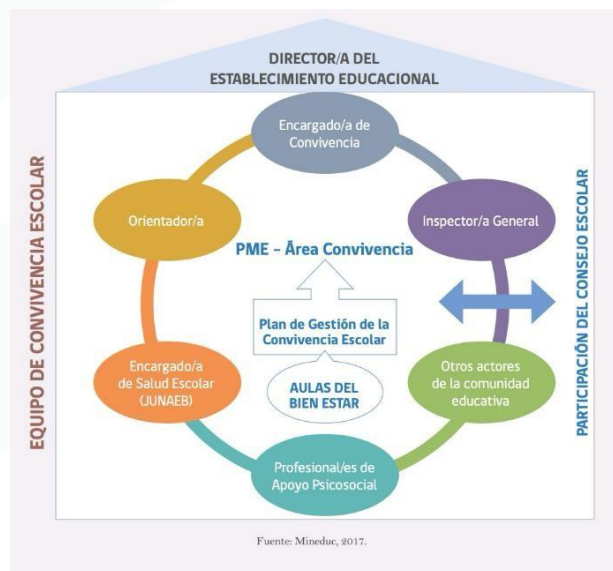 DIRECTOR/A DEL
ESTABLECIMIENTO EDUCACIONAL
Encargado/a de
Convivencia
Orientador/a
Inspector/a General
PME – Área Convivencia
Plan de Gestión de la
Convivencia Escolar
AULAS DEL
BIEN ESTAR
Encargado/a
de Salud Escolar
(JUNAEB)
Otros actores
de la comunidad
educativa
Profesional/es de
Apoyo Psicosocial
EQUIPO DE CONVIVENCIA ESCOLAR
PARTICIPACIÓN DEL CONSEJO ESCOLAR
Fuente: Mineduc, 2017.